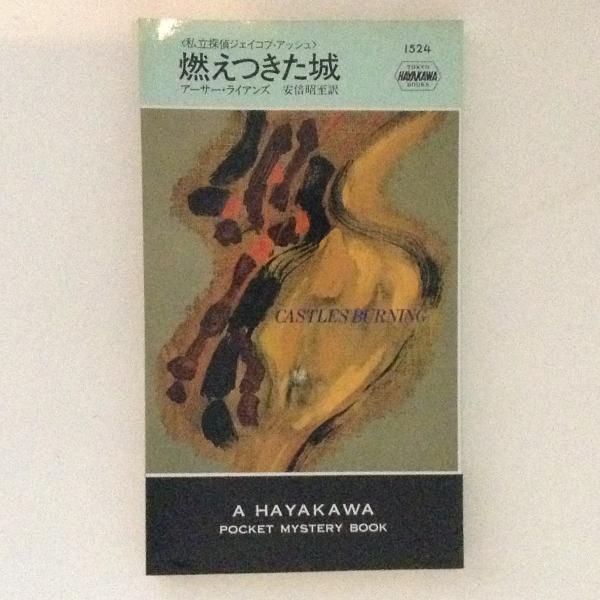 〈私立探偵ジェイコブ・アッシュ〉
燃えつきた城
アーサー・ライアンズ 安倍昭至訳
1524
TOKYO
HAYAKAWA
BOOKS
CASTLES BURNING
A HAYAKAWA
POCKET MYSTERY BOOK